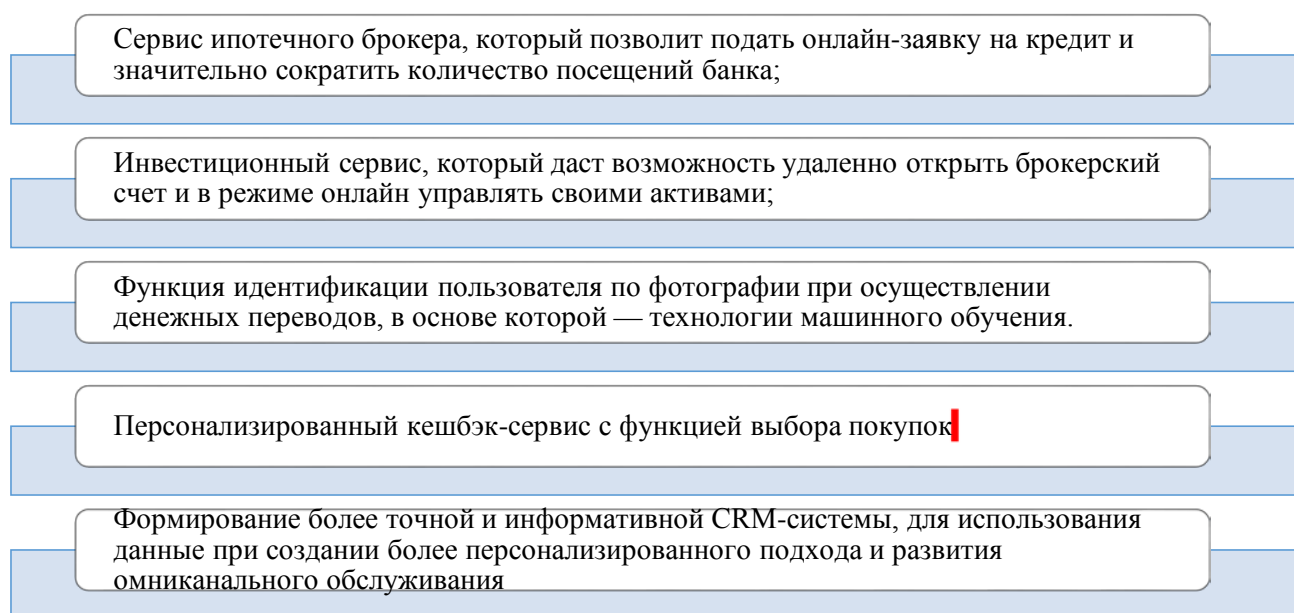 Сервис ипотечного брокера, который позволит подать онлайн-заявку на кредит и
значительно сократить количество посещений банка;
Инвестиционный сервис, который даст возможность удаленно открыть брокерский
счет и в режиме онлайн управлять своими активами;
Функция идентификации пользователя по фотографии при осуществлении
денежных переводов, в основе которой — технологии машинного обучения.
Персонализированный кешбэк-сервис с функцией выбора покупок
Формирование более точной и информативной CRM-системы, для использования
данные при создании более персонализированного подхода и развития
омниканального обслуживания